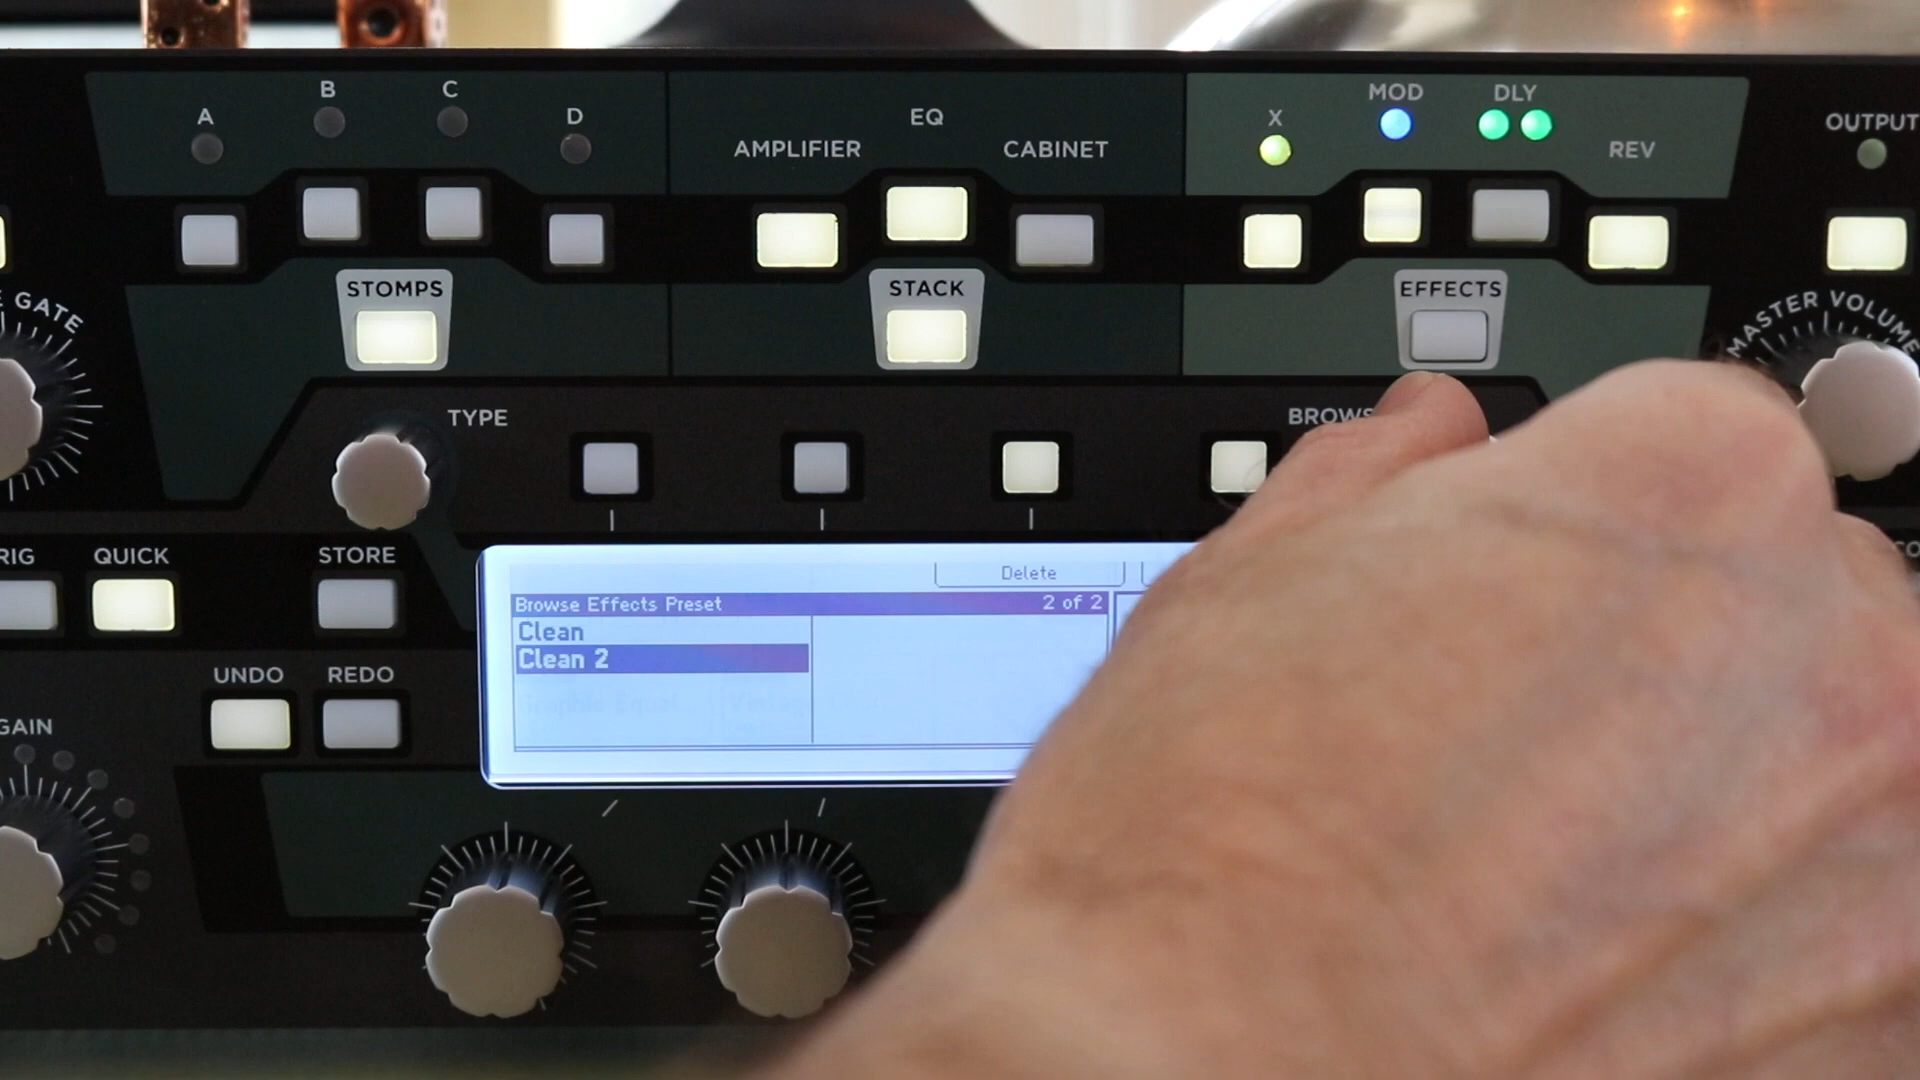 A
B
C
D
EQ
AMPLIFIER
CABINET
X
MOD
DLY
REV
OUTPUT
STOMPS
STACK
EFFECTS
GATE
MASTER VOLUME
TYPE
BROWS
RIG
QUICK
STORE
UNDO
REDO
GAIN
Delete
Browse Effects Preset 2 of 2
Clean
Clean 2